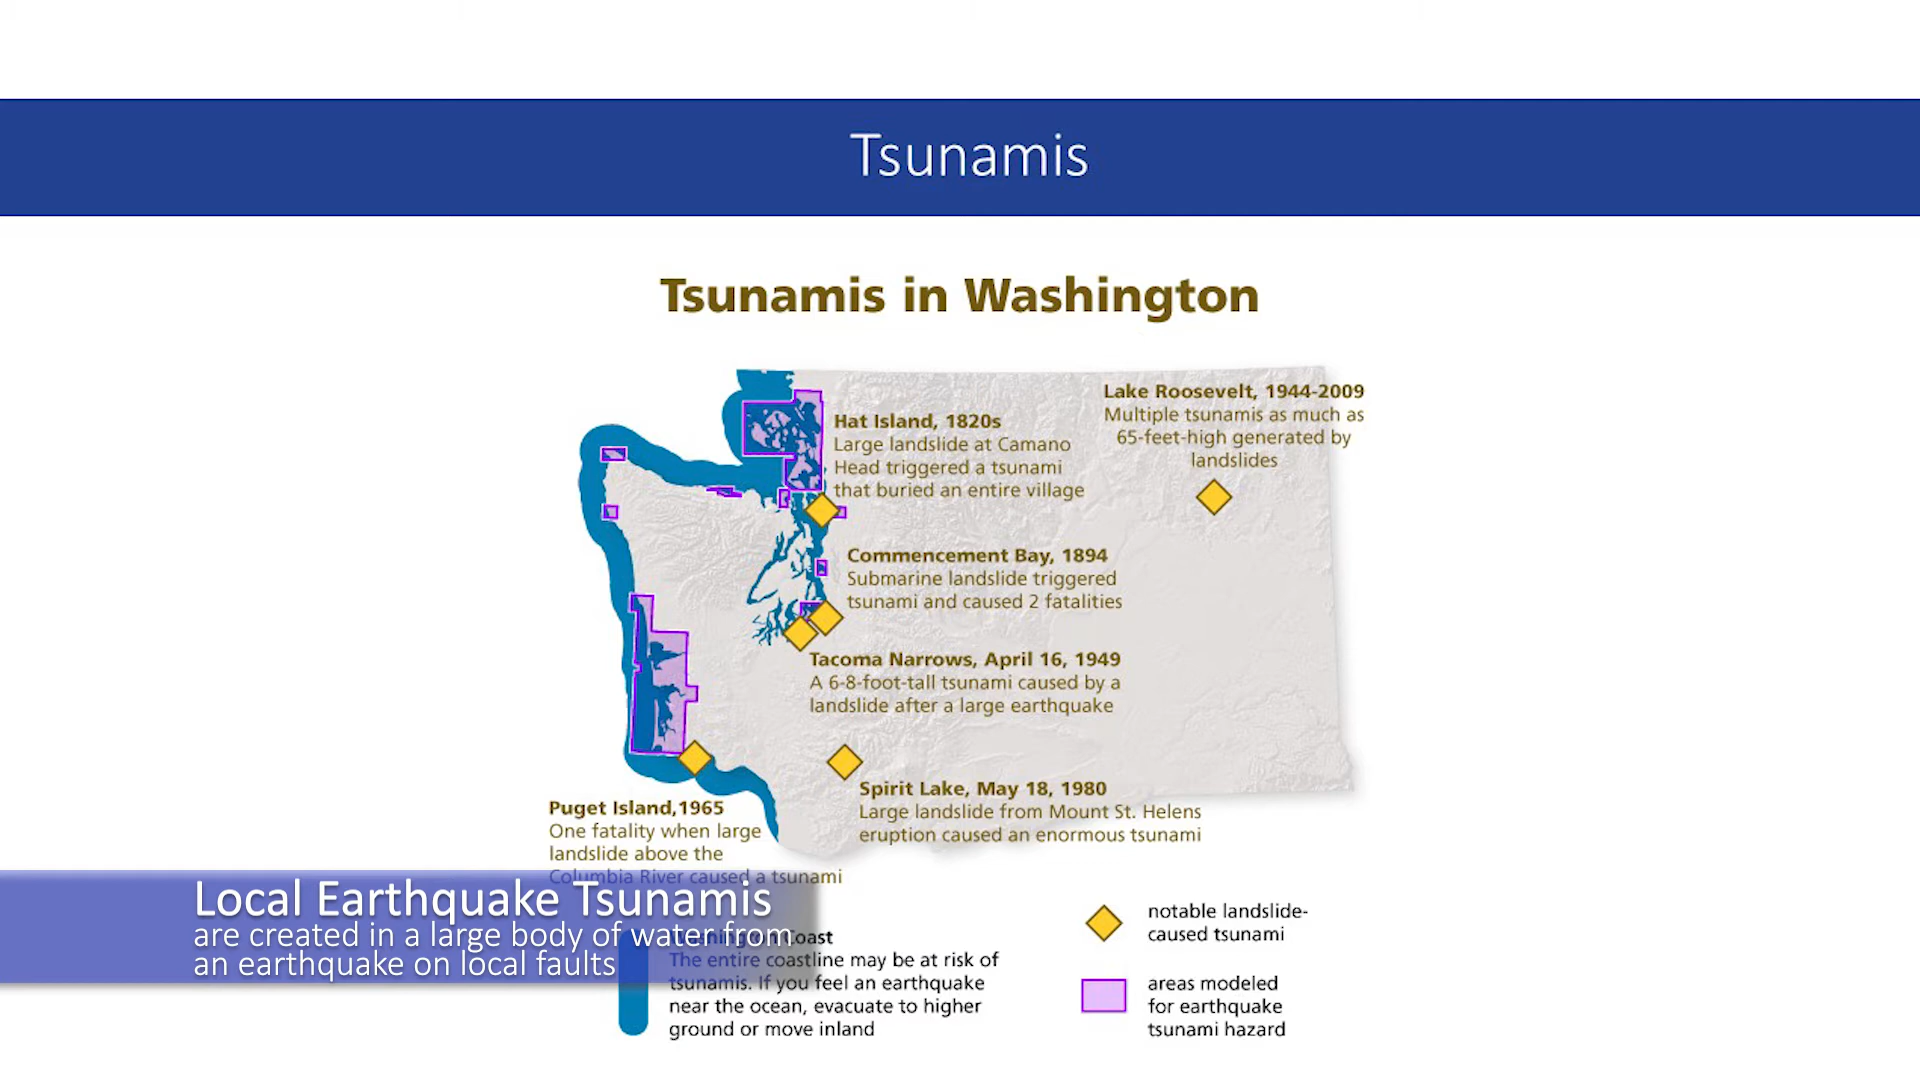 Tsunamis
Tsunamis in Washington
Lake Roosevelt, 1944-2009
Multiple tsunamis as much as
65-feet-high generated by
landslides
Hat Island, 1820s
Large landslide at Camano
Head triggered a tsunami
that buried an entire village
Commencement Bay, 1894
Submarine landslide triggered
tsunami and caused 2 fatalities
Tacoma Narrows, April 16, 1949
A 6-8-foot-tall tsunami caused by a
landslide after a large earthquake
Spirit Lake, May 18, 1980
Large landslide from Mount St. Helens
eruption caused an enormous tsunami
Puget Island,1965
One fatality when large
landslide above the
Columbia River caused a tsunami
Local Earthquake Tsunamis
are created in a large body of water from
an earthquake on local faults
Washington Coast
The entire coastline may be at risk of
tsunamis. If you feel an earthquake
near the ocean, evacuate to higher
ground or move inland
notable landslide-
caused tsunami
areas modeled
for earthquake
tsunami hazard